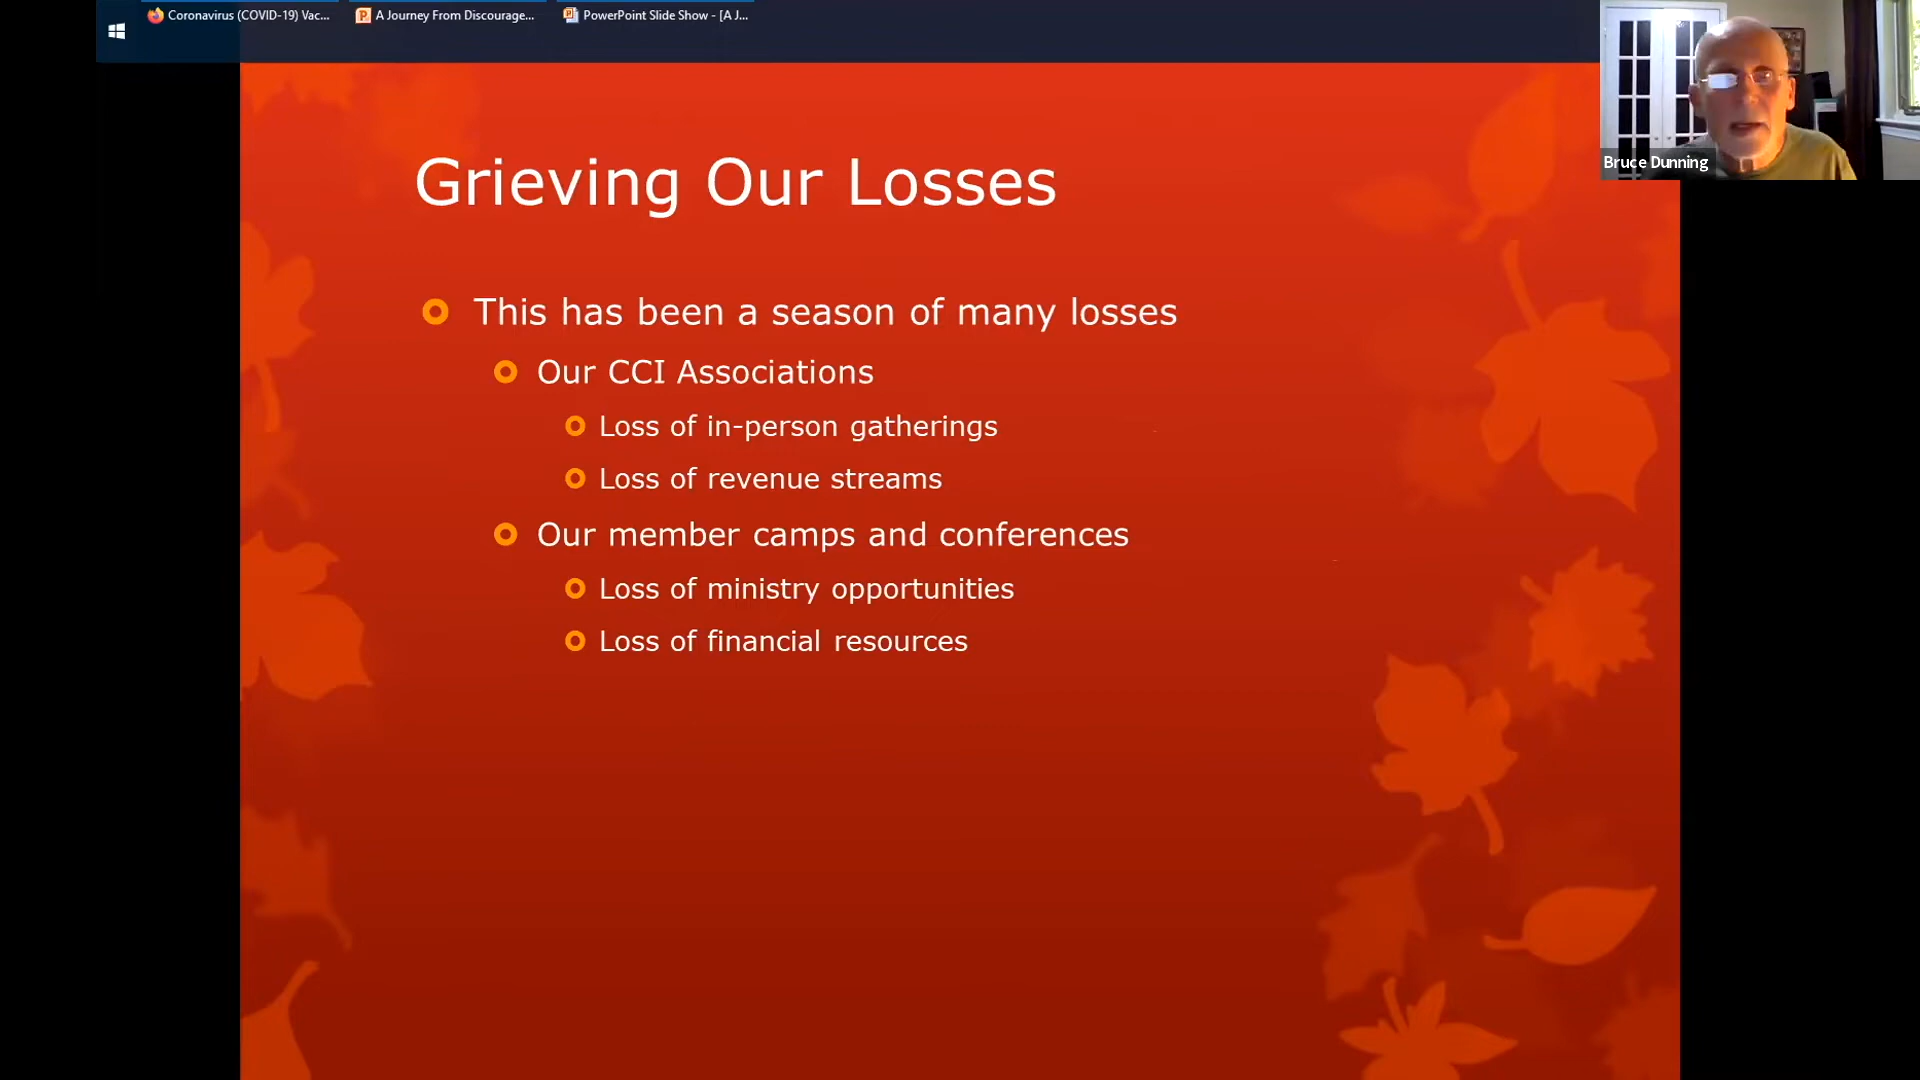 Coronavirus (COVID-19) Vac...
A Journey From Discourage...
PowerPoint Slide Show - [A J...
Bruce Dunning
Grieving Our Losses
This has been a season of many losses
Our CCI Associations
Loss of in-person gatherings
Loss of revenue streams
Our member camps and conferences
Loss of ministry opportunities
Loss of financial resources